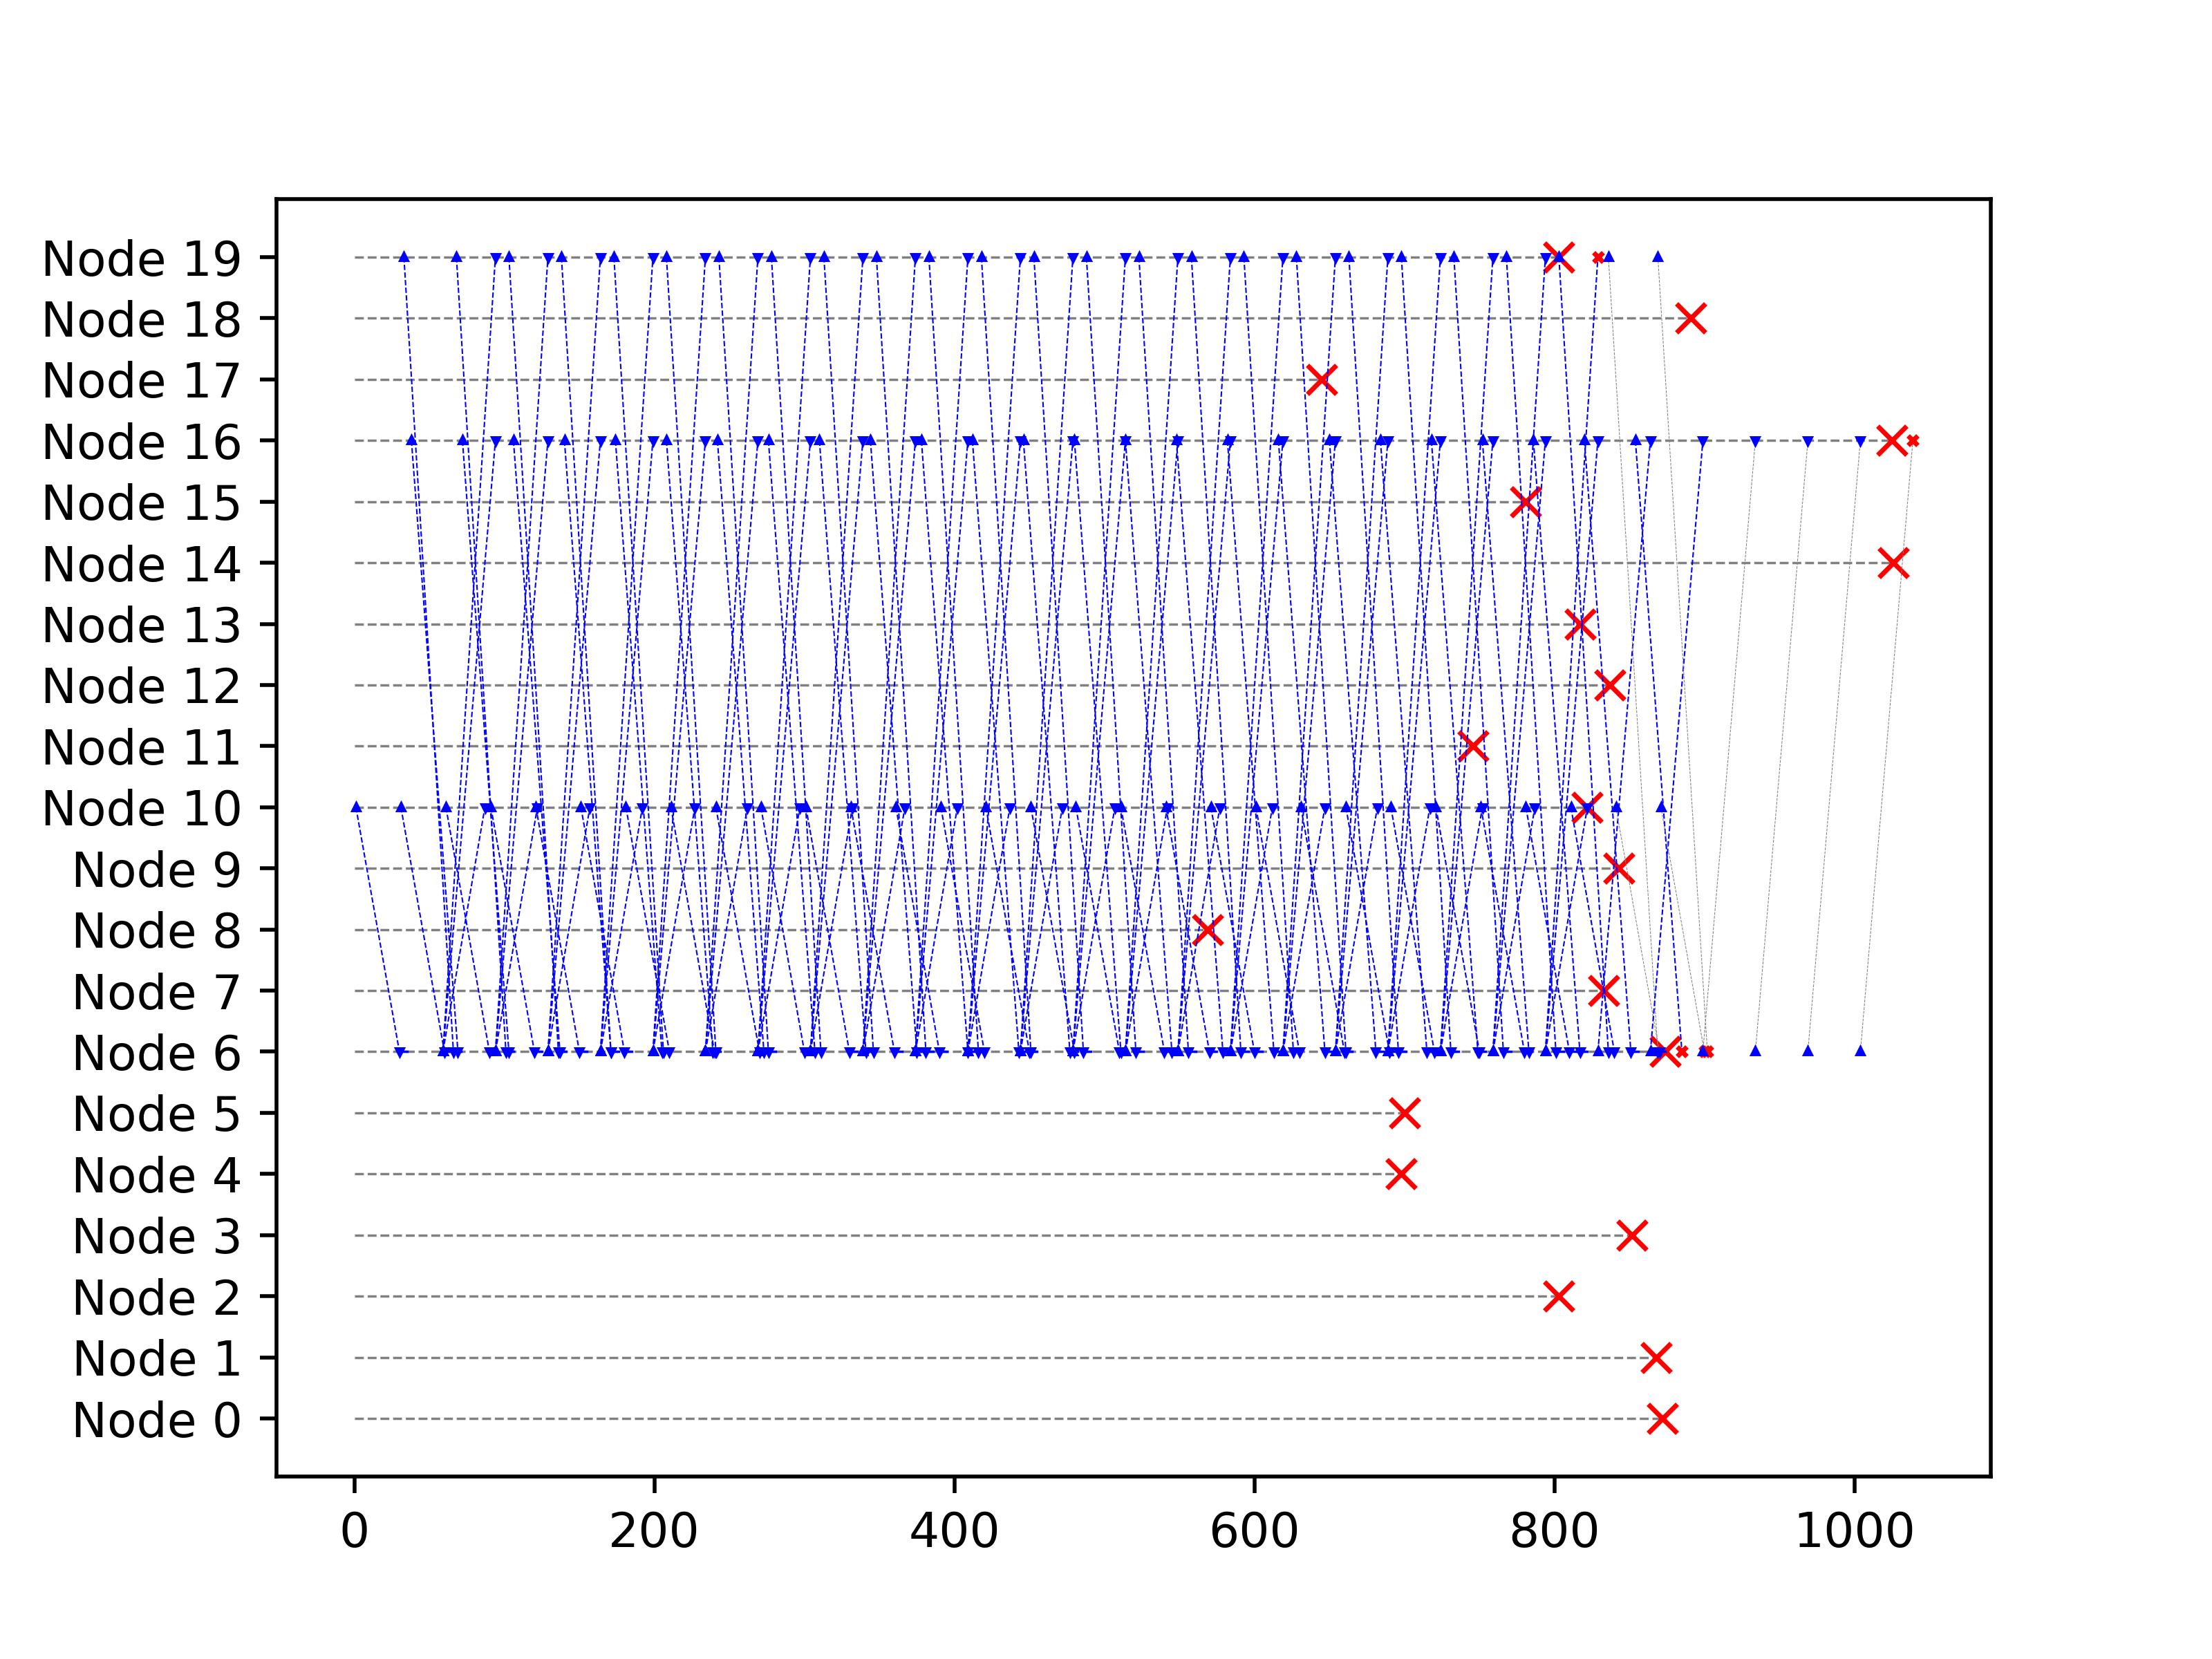 Node 19
Node 18
Node 17
Node 16
Node 15
Node 14
Node 13
Node 12
Node 11
Node 10
Node 9
Node 8
Node 7
Node 6
Node 5
Node 4
Node 3
Node 2
Node 1
Node 0
0 200 400 600 800 1000